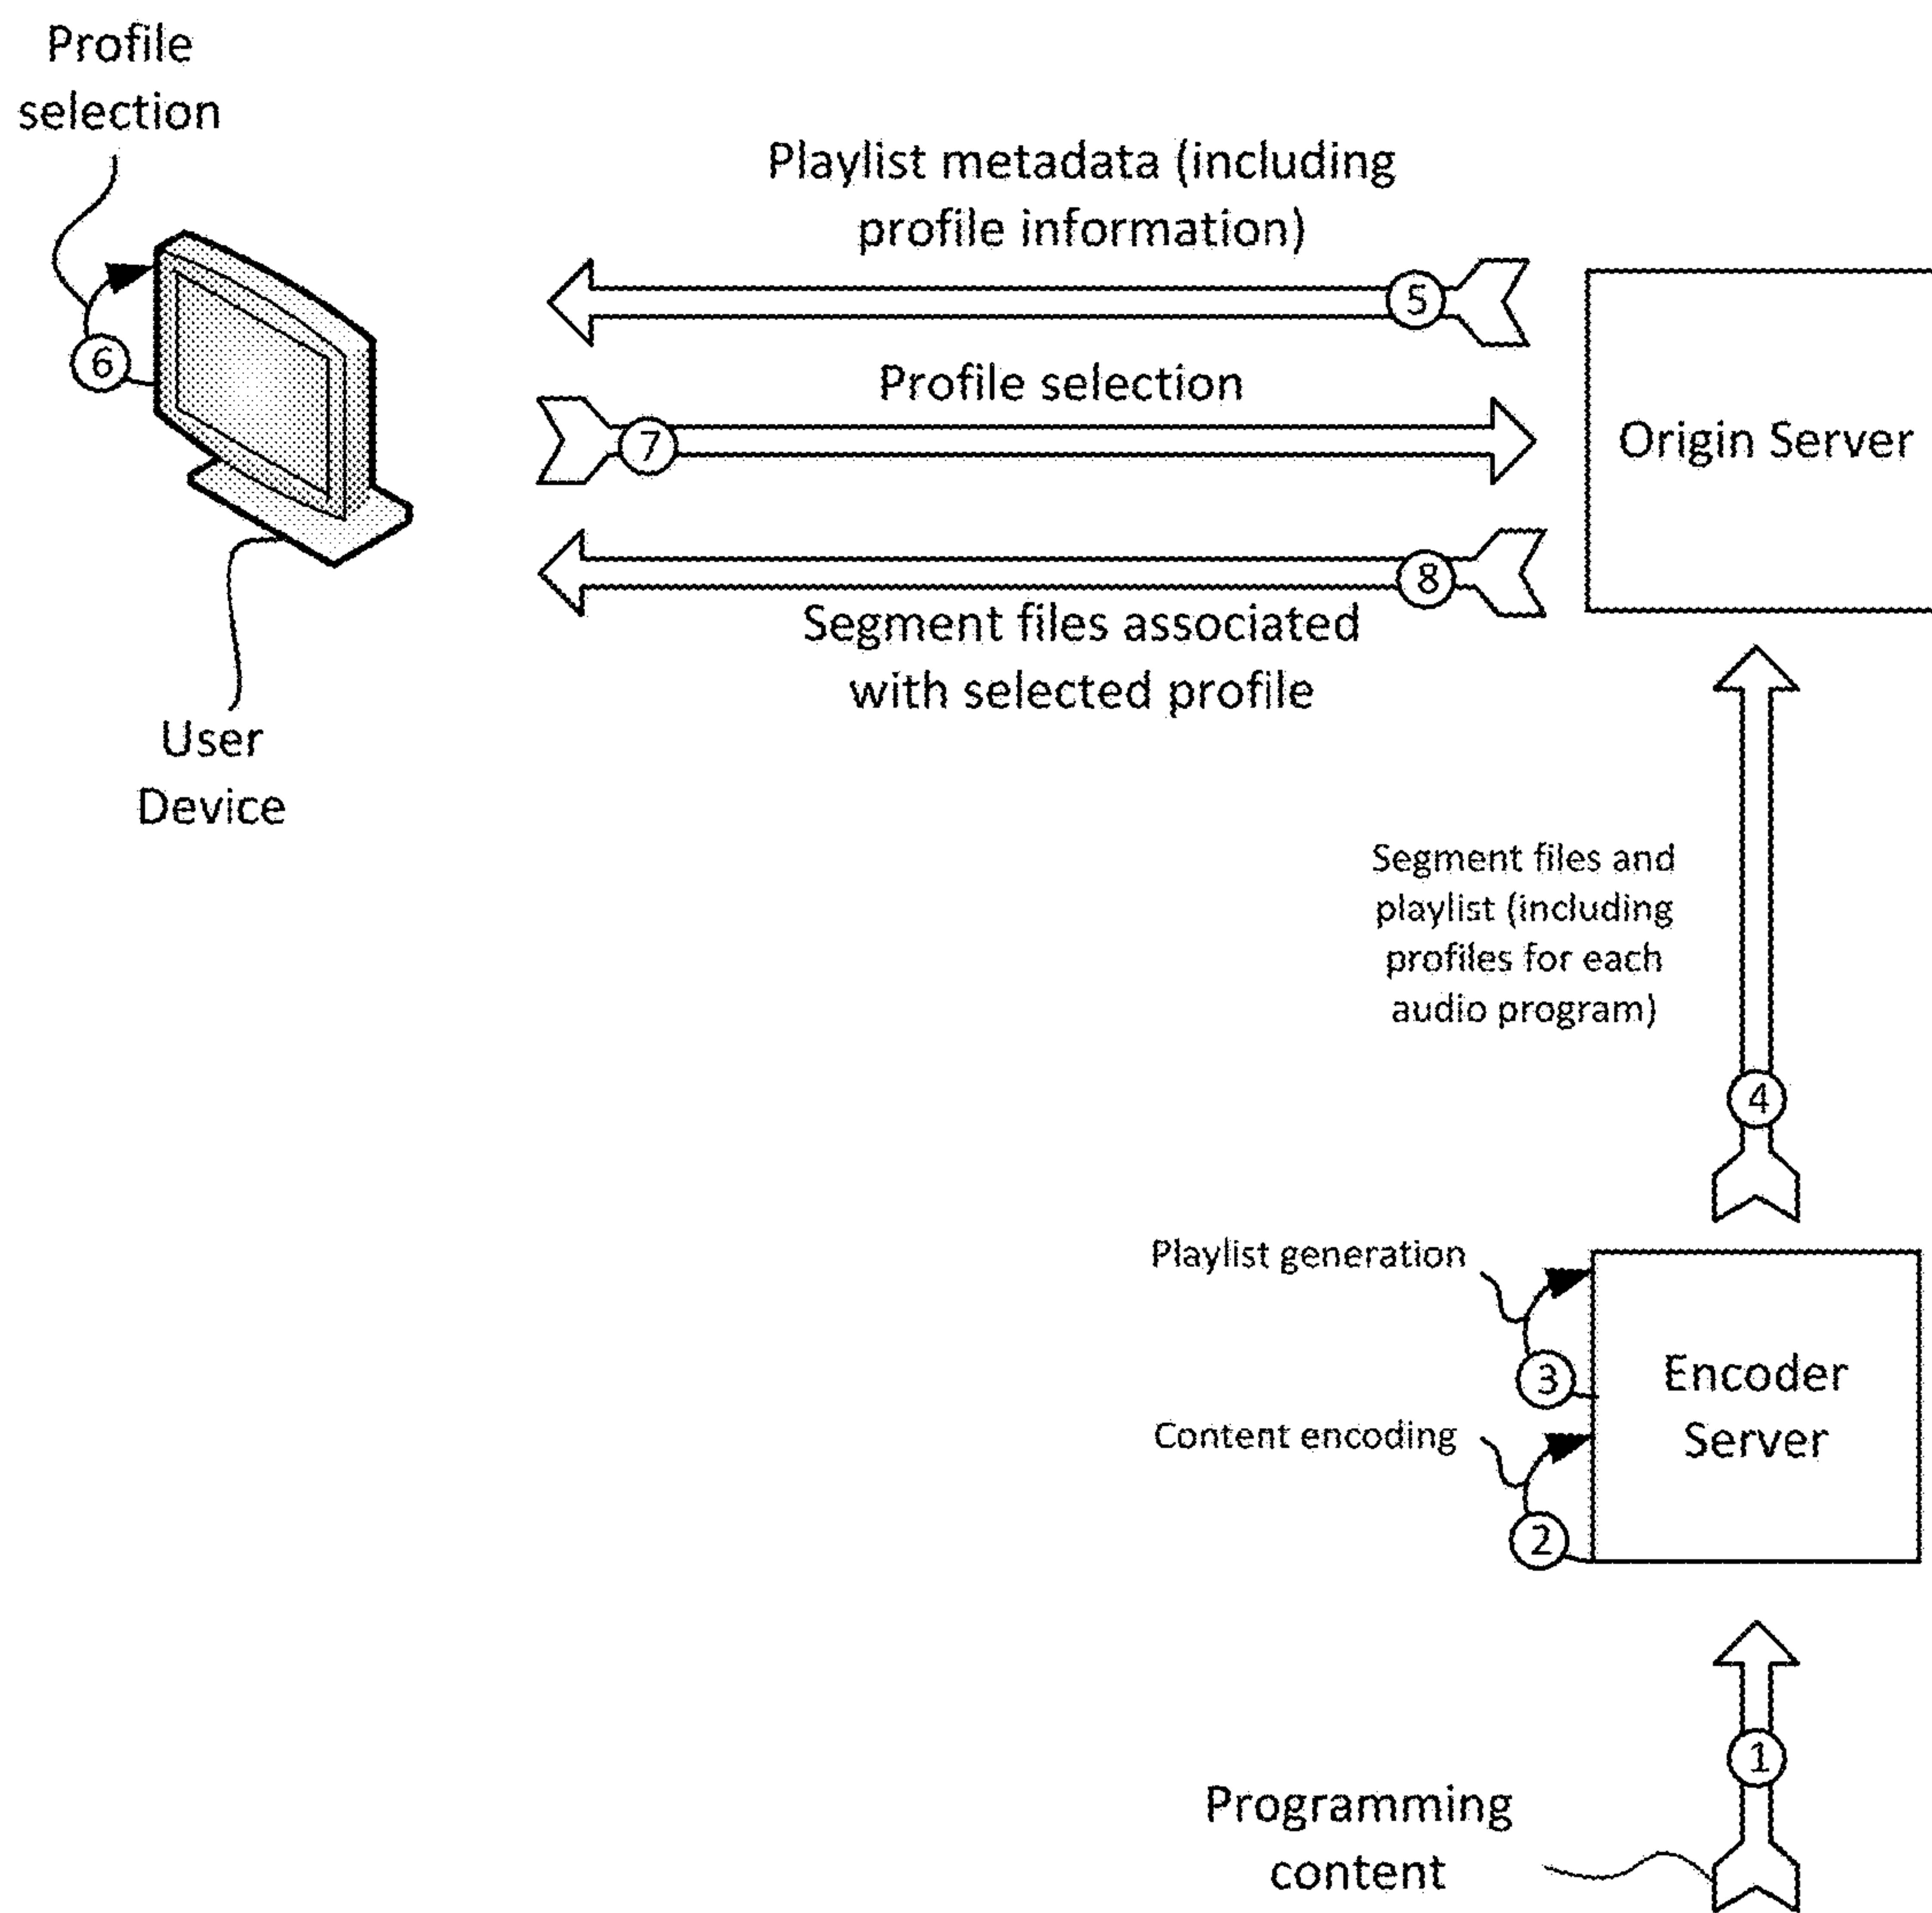 Profile
selection
Playlist metadata (including
profile information)
5
6
Profile selection
7
Origin Server
8
Segment files associated
with selected profile
User
Device
Segment files and
playlist (including
profiles for each
audio program)
4
Playlist generation
3
Encoder
Server
Content encoding
2
1
Programming
content